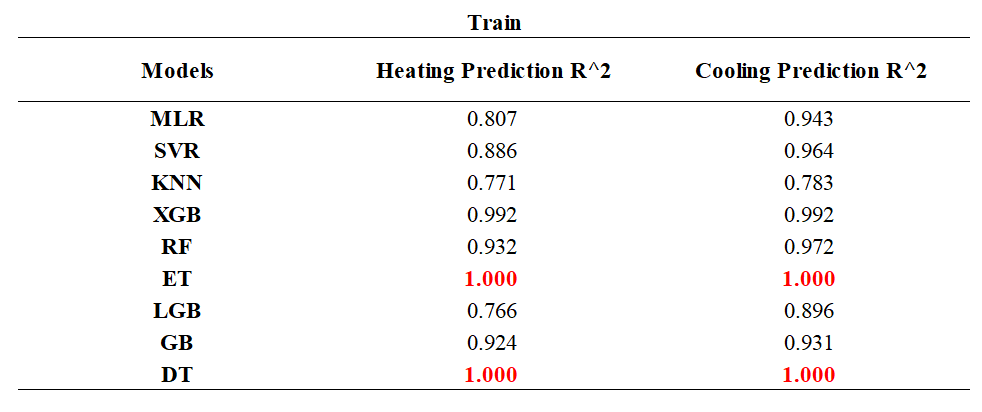 Train
Models Heating Prediction R^2 Cooling Prediction R^2
MLR 0.807 0.943
SVR 0.886 0.964
KNN 0.771 0.783
XGB 0.992 0.992
RF 0.932 0.972
ET 1.000 1.000
LGB 0.766 0.896
GB 0.924 0.931
DT 1.000 1.000